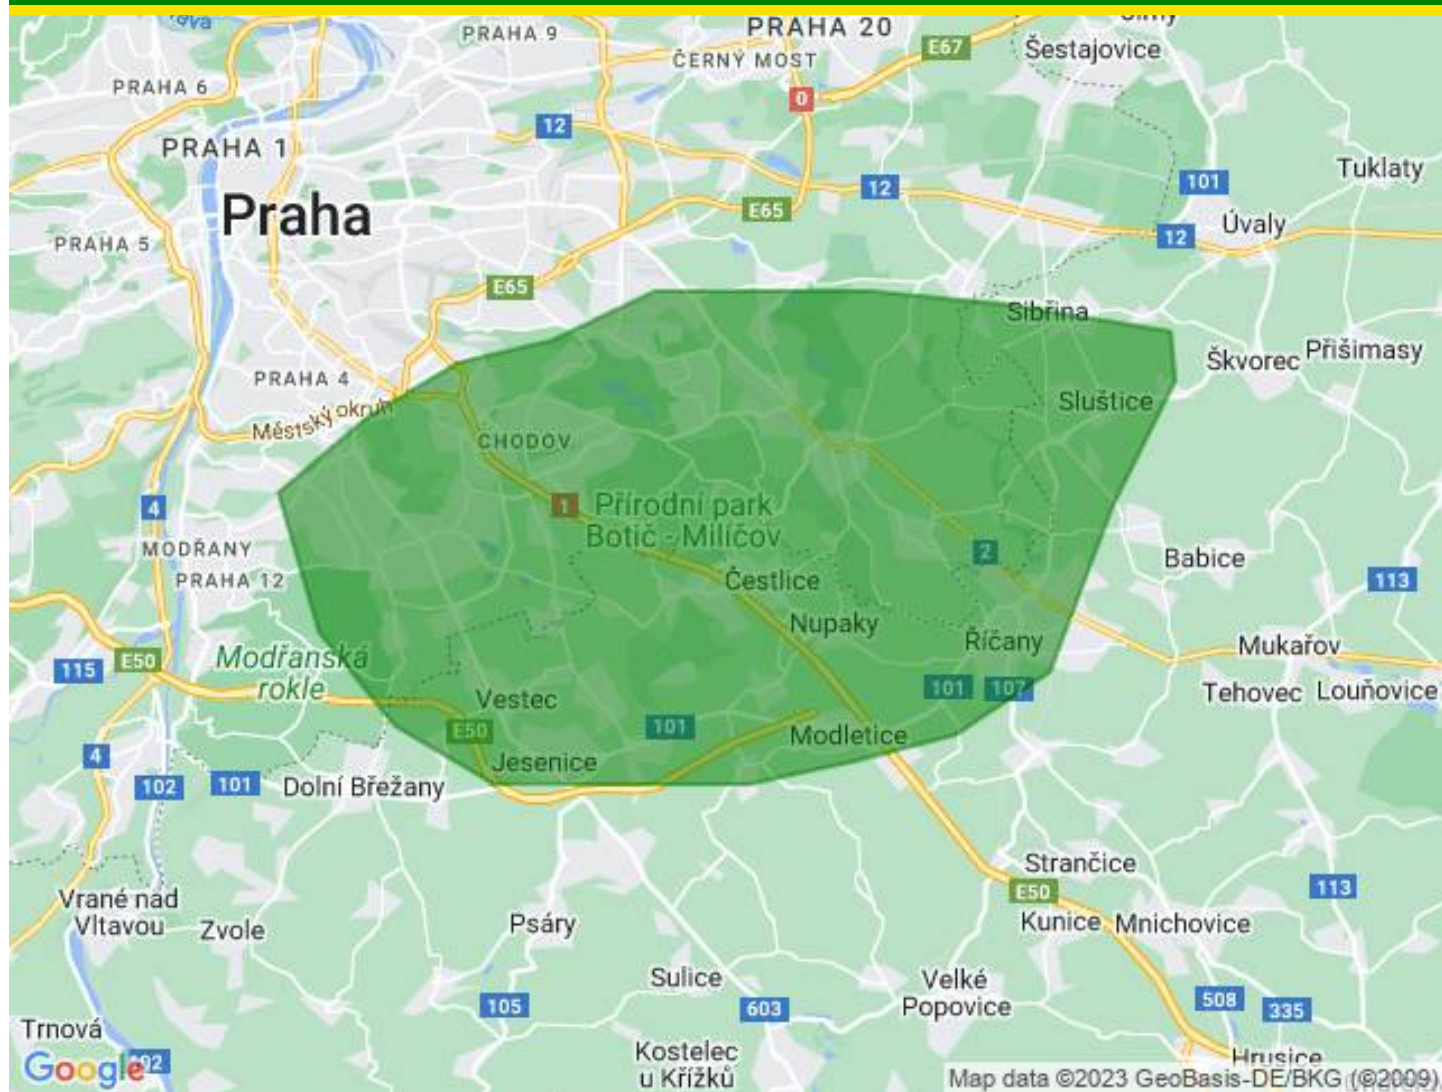 PRAHA 9
PRAHA 20
E67
Šestajovice
ČERNÝ MOST
PRAHA 6
0
12
PRAHA 1
Tuklaty
101
12
Praha
E65
Úvaly
12
PRAHA 5
E65
Sibřina
Škvorec
Přišimasy
PRAHA 4
Sluštice
Městský okruh
CHODOV
4
1
Přírodní park
Botič - Milíčov
MODŘANY
2
Babice
PRAHA 12
Čestlice
113
Nupaky
Říčany
Mukařov
115
E50
Modřanská
rokle
Vestec
101
107
Tehovec
Louňovice
E50
101
Modletice
4
Jesenice
102
101
Dolní Břežany
Strančice
E50
113
Vrané nad
Vltavou
Zvole
Psáry
Kunice
Mnichovice
Sulice
Velké
Popovice
105
603
508
335
Trnová
Kostelec
u Křížků
Hrusice
Google
Map data ©2023 GeoBasis-DE/BKG (©2009)